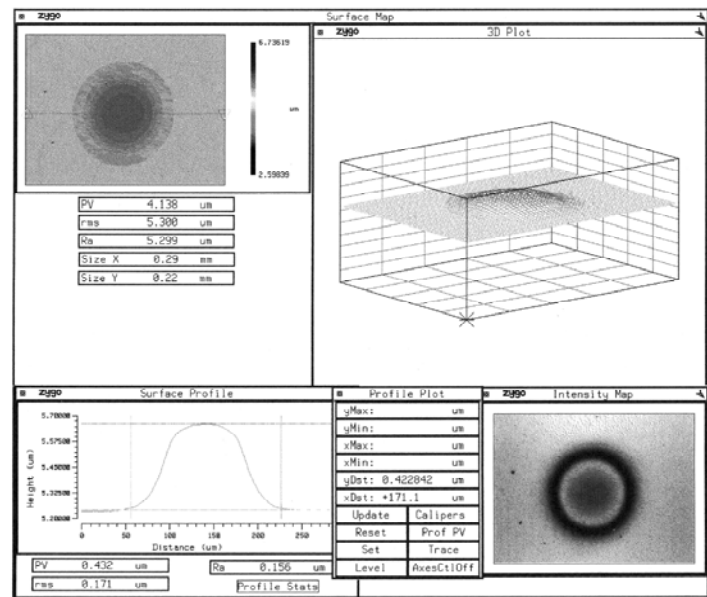 zygo Surface Map
6.73619
um
2.59839
PV 4.138 um
rms 5.300 um
Ra 5.299 um
Size X 0.29 mm
Size Y 0.22 mm
zygo 3D Plot
zygo Surface Profile
5.70000
5.57500
5.45000
5.32500
5.20000
Height (um)
0 50 100 150 200 250
Distance (um)
PV 0.432 um
rms 0.171 um
Ra 0.156 um
Profile Stats
Profile Plot
yMax: um
yMin: um
xMax: um
xMin: um
yDst: 0.422842 um
xDst: +171.1 um
Update Calipers
Reset Prof PV
Set Trace
Level AxesCtlOff
zygo Intensity Map